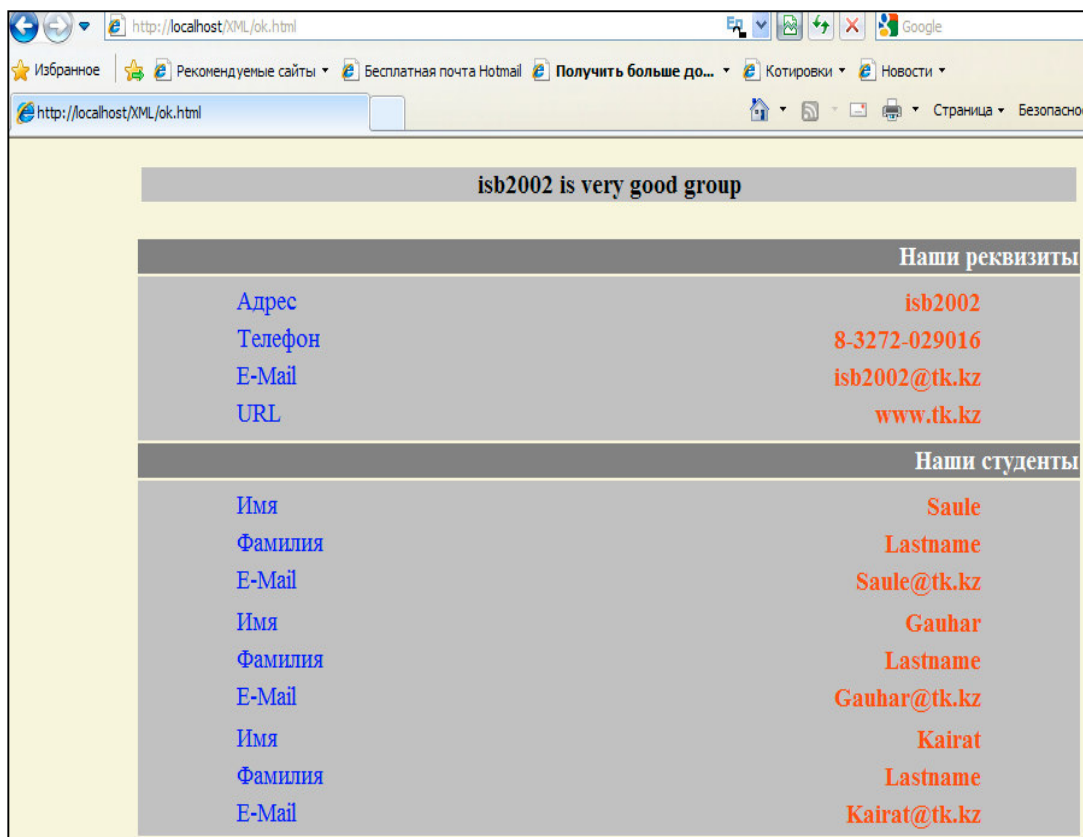 http://localhost/XML/ok.html
Google
Избранное Рекомендуемые сайты Бесплатная почта Hotmail Получить больше до... Котировки Новости
http://localhost/XML/ok.html Страница
isb2002 is very good group
Наши реквизиты
Адрес isb2002
Телефон 8-3272-029016
E-Mail isb2002@tk.kz
URL www.tk.kz
Наши студенты
Имя Saule
Фамилия Lastname
E-Mail Saule@tk.kz
Имя Gauhar
Фамилия Lastname
E-Mail Gauhar@tk.kz
Имя Kairat
Фамилия Lastname
E-Mail Kairat@tk.kz